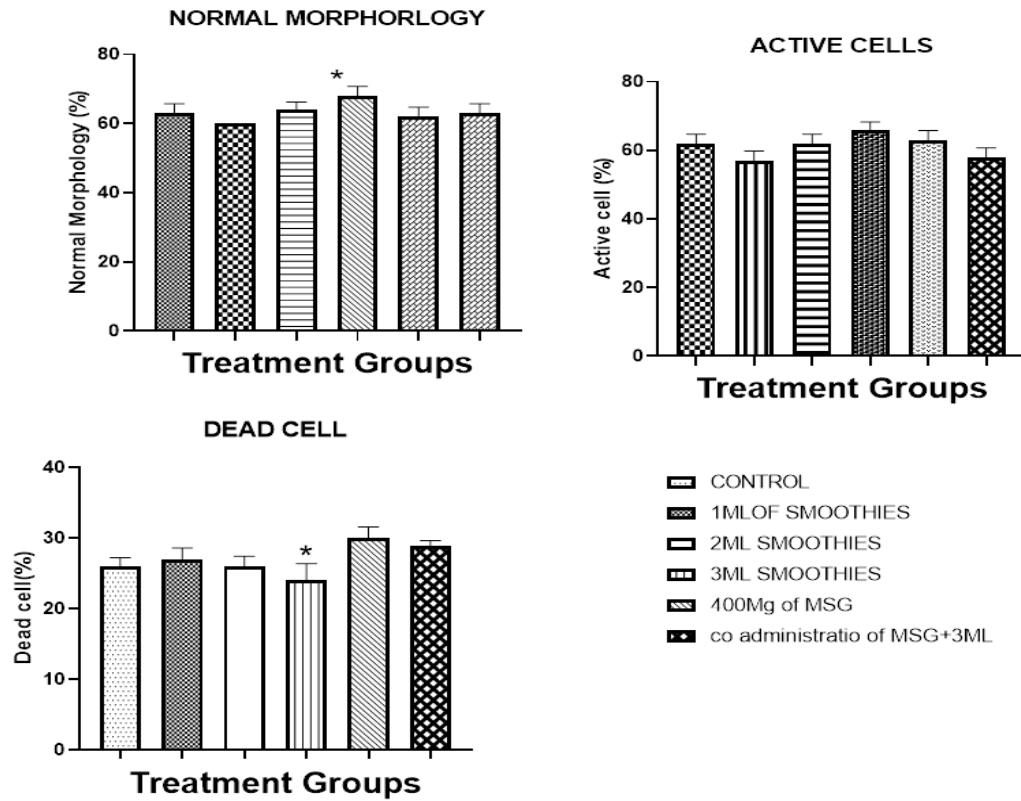 NORMAL MORPHORLOGY
Normal Morphology (%)
80
60
40
20
0
*
Treatment Groups
ACTIVE CELLS
Active cell (%)
80
60
40
20
0
Treatment Groups
DEAD CELL
Dead cell(%)
40
30
20
10
0
*
Treatment Groups
CONTROL
1MLOF SMOOTHIES
2ML SMOOTHIES
3ML SMOOTHIES
400Mg of MSG
co administratio of MSG+3ML